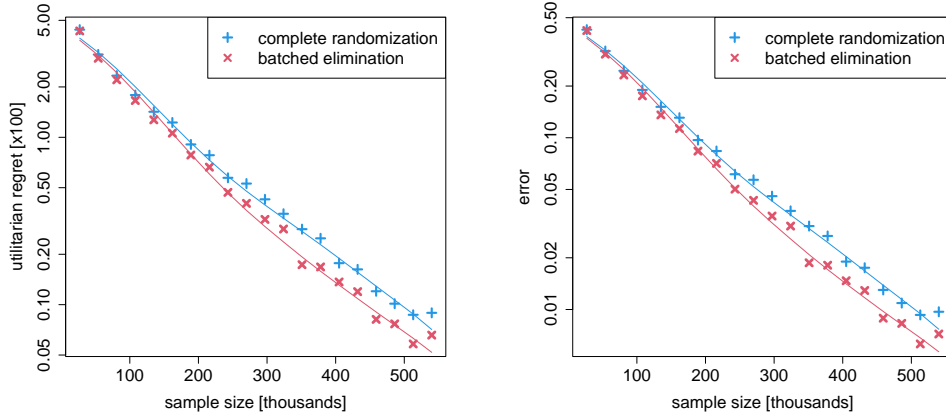 utilitarian regret [x100]
5.00
2.00
1.00
0.50
0.20
0.10
0.05
complete randomization
batched elimination
100 200 300 400 500
sample size [thousands]
error
0.50
0.20
0.10
0.05
0.02
0.01
complete randomization
batched elimination
100 200 300 400 500
sample size [thousands]